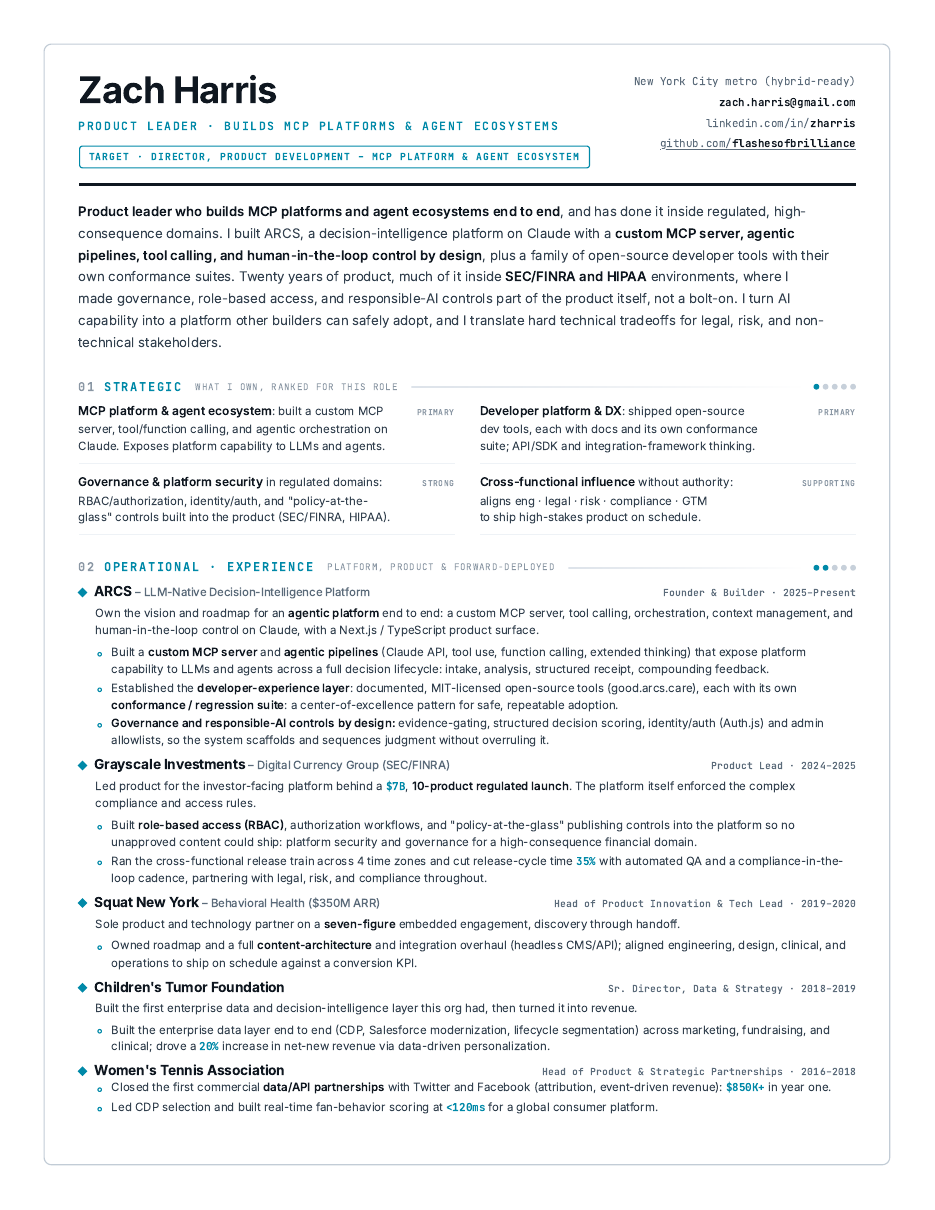 Zach Harris
New York City metro (hybrid-ready)
zach.harris@gmail.com
linkedin.com/in/zharris
github.com/flashesofbrilliance
PRODUCT LEADER · BUILDS MCP PLATFORMS & AGENT ECOSYSTEMS
TARGET · DIRECTOR, PRODUCT DEVELOPMENT – MCP PLATFORM & AGENT ECOSYSTEM
Product leader who builds MCP platforms and agent ecosystems end to end, and has done it inside regulated, high-
consequence domains. I built ARCS, a decision-intelligence platform on Claude with a custom MCP server, agentic
pipelines, tool calling, and human-in-the-loop control by design, plus a family of open-source developer tools with their
own conformance suites. Twenty years of product, much of it inside SEC/FINRA and HIPAA environments, where I
made governance, role-based access, and responsible-AI controls part of the product itself, not a bolt-on. I turn AI
capability into a platform other builders can safely adopt, and I translate hard technical tradeoffs for legal, risk, and non-
technical stakeholders.
01 STRATEGIC WHAT I OWN, RANKED FOR THIS ROLE
MCP platform & agent ecosystem: built a custom MCP PRIMARY
server, tool/function calling, and agentic orchestration on
Claude. Exposes platform capability to LLMs and agents.
Developer platform & DX: shipped open-source PRIMARY
dev tools, each with docs and its own conformance
suite; API/SDK and integration-framework thinking.
Governance & platform security in regulated domains: STRONG
RBAC/authorization, identity/auth, and "policy-at-the-
glass" controls built into the product (SEC/FINRA, HIPAA).
Cross-functional influence without authority: SUPPORTING
aligns eng · legal · risk · compliance · GTM
to ship high-stakes product on schedule.
02 OPERATIONAL · EXPERIENCE PLATFORM, PRODUCT & FORWARD-DEPLOYED
ARCS – LLM-Native Decision-Intelligence Platform Founder & Builder · 2025–Present
Own the vision and roadmap for an agentic platform end to end: a custom MCP server, tool calling, orchestration, context management, and
human-in-the-loop control on Claude, with a Next.js / TypeScript product surface.
Built a custom MCP server and agentic pipelines (Claude API, tool use, function calling, extended thinking) that expose platform
capability to LLMs and agents across a full decision lifecycle: intake, analysis, structured receipt, compounding feedback.
Established the developer-experience layer: documented, MIT-licensed open-source tools (good.arcs.care), each with its own
conformance / regression suite: a center-of-excellence pattern for safe, repeatable adoption.
Governance and responsible-AI controls by design: evidence-gating, structured decision scoring, identity/auth (Auth.js) and admin
allowlists, so the system scaffolds and sequences judgment without overruling it.
Grayscale Investments – Digital Currency Group (SEC/FINRA) Product Lead · 2024–2025
Led product for the investor-facing platform behind a $7B, 10-product regulated launch. The platform itself enforced the complex
compliance and access rules.
Built role-based access (RBAC), authorization workflows, and "policy-at-the-glass" publishing controls into the platform so no
unapproved content could ship: platform security and governance for a high-consequence financial domain.
Ran the cross-functional release train across 4 time zones and cut release-cycle time 35% with automated QA and a compliance-in-the-
loop cadence, partnering with legal, risk, and compliance throughout.
Squat New York – Behavioral Health ($350M ARR) Head of Product Innovation & Tech Lead · 2019–2020
Sole product and technology partner on a seven-figure embedded engagement, discovery through handoff.
Owned roadmap and a full content-architecture and integration overhaul (headless CMS/API); aligned engineering, design, clinical, and
operations to ship on schedule against a conversion KPI.
Children's Tumor Foundation Sr. Director, Data & Strategy · 2018–2019
Built the first enterprise data and decision-intelligence layer this org had, then turned it into revenue.
Built the enterprise data layer end to end (CDP, Salesforce modernization, lifecycle segmentation) across marketing, fundraising, and
clinical; drove a 20% increase in net-new revenue via data-driven personalization.
Women's Tennis Association Head of Product & Strategic Partnerships · 2016–2018
Closed the first commercial data/API partnerships with Twitter and Facebook (attribution, event-driven revenue): $850K+ in year one.
Led CDP selection and built real-time fan-behavior scoring at <120ms for a global consumer platform.